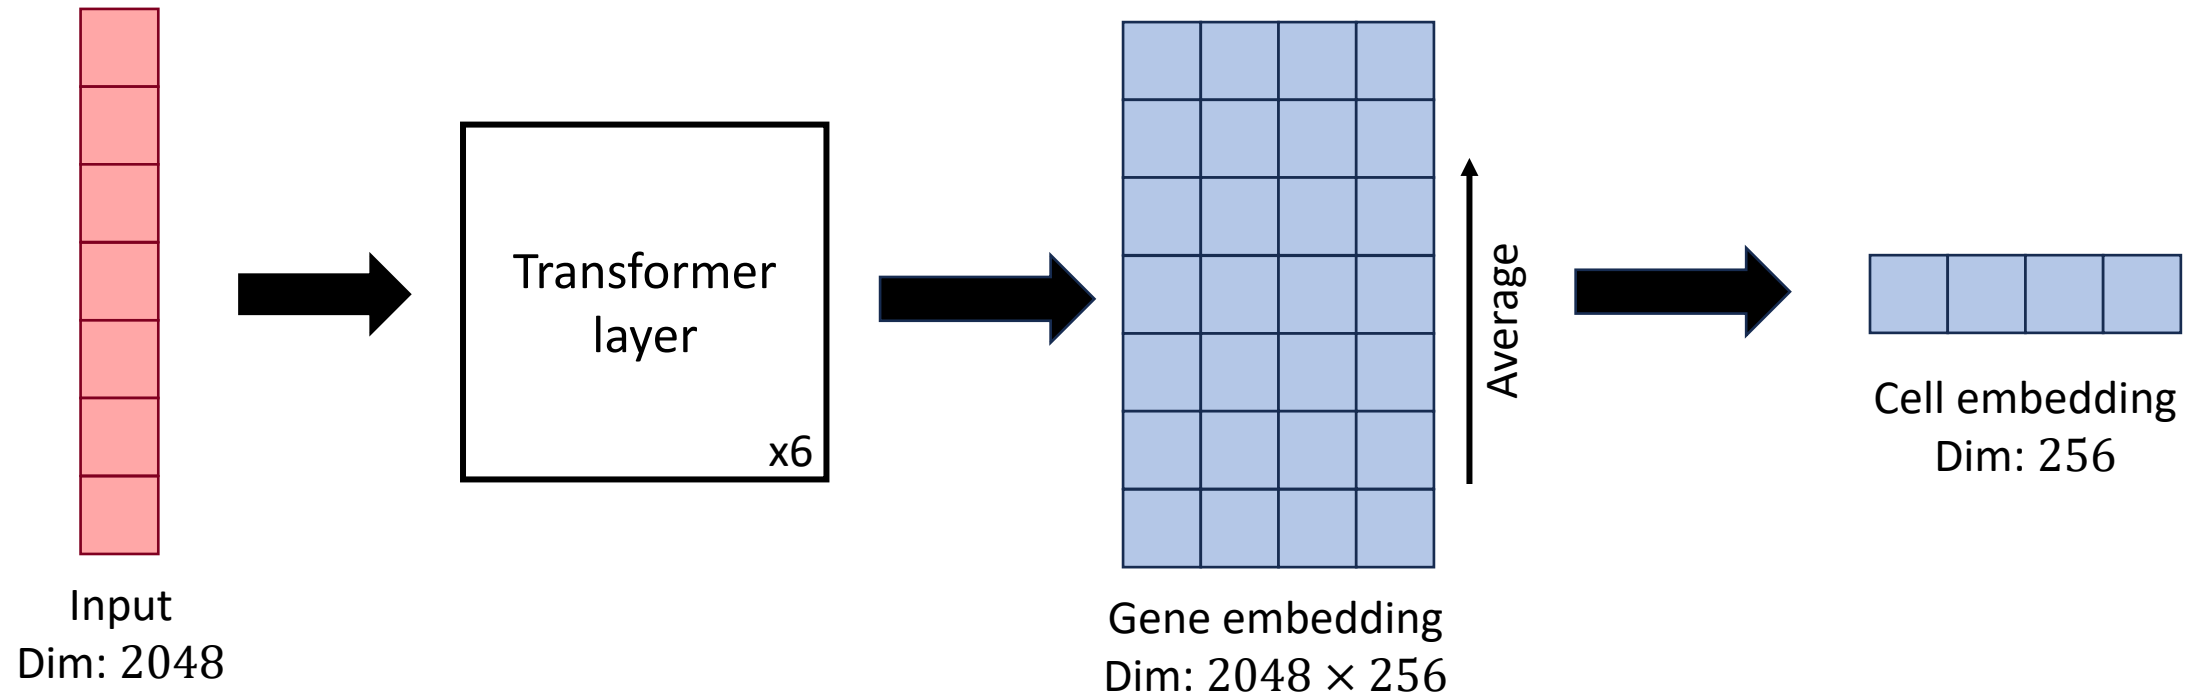 Input
Dim: 2048
Transformer
layer
x6
Gene embedding
Dim: 2048 × 256
Average
Cell embedding
Dim: 256